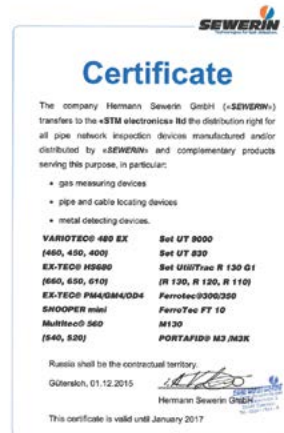 SEWERIN
Technologies for leak detection
Certificate
The company Hermann Sewerin GmbH («SEWERIN»)
transfers to the «STM electronics» ltd the distribution right for
all pipe network inspection devices manufactured and/or
distributed by «SEWERIN» and complementary products
serving this purpose, in particular:
• gas measuring devices
• pipe and cable locating devices
• metal detecting devices.
VARIOTEC® 480 EX Set UT 9000
(460, 450, 400) Set UT 830
EX-TEC® HS680 Set UtiliTrac R 130 G1
(660, 650, 610) (R 130, R 120, R 110)
EX-TEC® PM4/GM4/OD4 Ferrotec®300/350
SNOOPER mini FerroTec FT 10
Multitec® 560 M130
(540, 520) PORTAFID® M3 /M3K
Russia shall be the contractual territory.
Gütersloh, 01.12.2015
Hermann Sewerin GmbH
This certificate is valid until January 2017